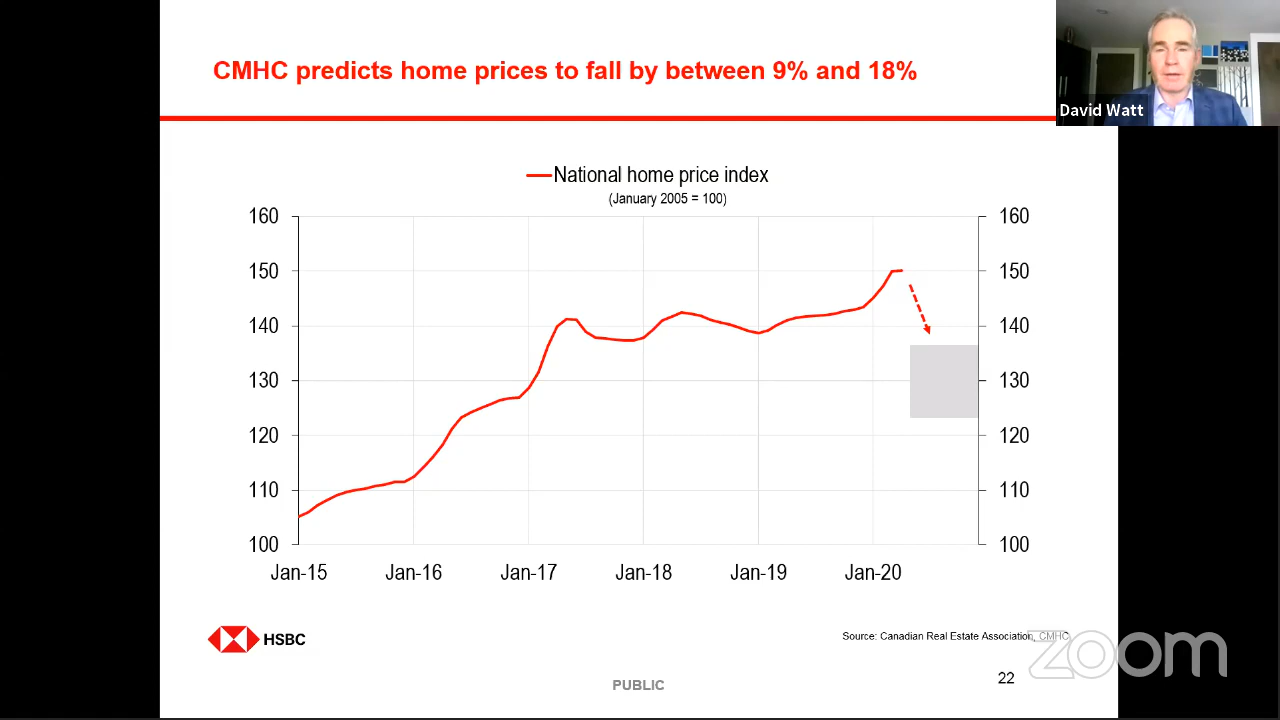 CMHC predicts home prices to fall by between 9% and 18%
David Watt
National home price index
(January 2005 = 100)
160
160
150
150
140
140
130
130
120
120
110
110
100
100
Jan-15 Jan-16 Jan-17 Jan-18 Jan-19 Jan-20
HSBC
Source: Canadian Real Estate Association, CMHC
zoom
22
PUBLIC